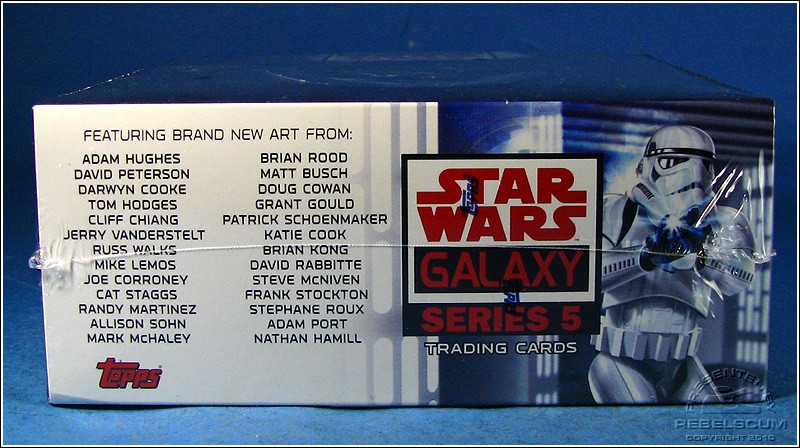 FEATURING BRAND NEW ART FROM:
ADAM HUGHES
DAVID PETERSON
DARWYN COOKE
TOM HODGES
CLIFF CHIANG
JERRY VANDERSTELT
RUSS WALKS
MIKE LEMOS
JOE CORRONEY
CAT STAGGS
RANDY MARTINEZ
ALLISON SOHN
MARK McHALEY
BRIAN ROOD
MATT BUSCH
DOUG COWAN
GRANT GOULD
PATRICK SCHOENMAKER
KATIE COOK
BRIAN KONG
DAVID RABBITTE
STEVE McNIVEN
FRANK STOCKTON
STEPHANE ROUX
ADAM PORT
NATHAN HAMILL
Topps
STAR
WARS
GALAXY
SERIES 5
TRADING CARDS
PRESENTED BY
REBELSCUM
COPYRIGHT 2010